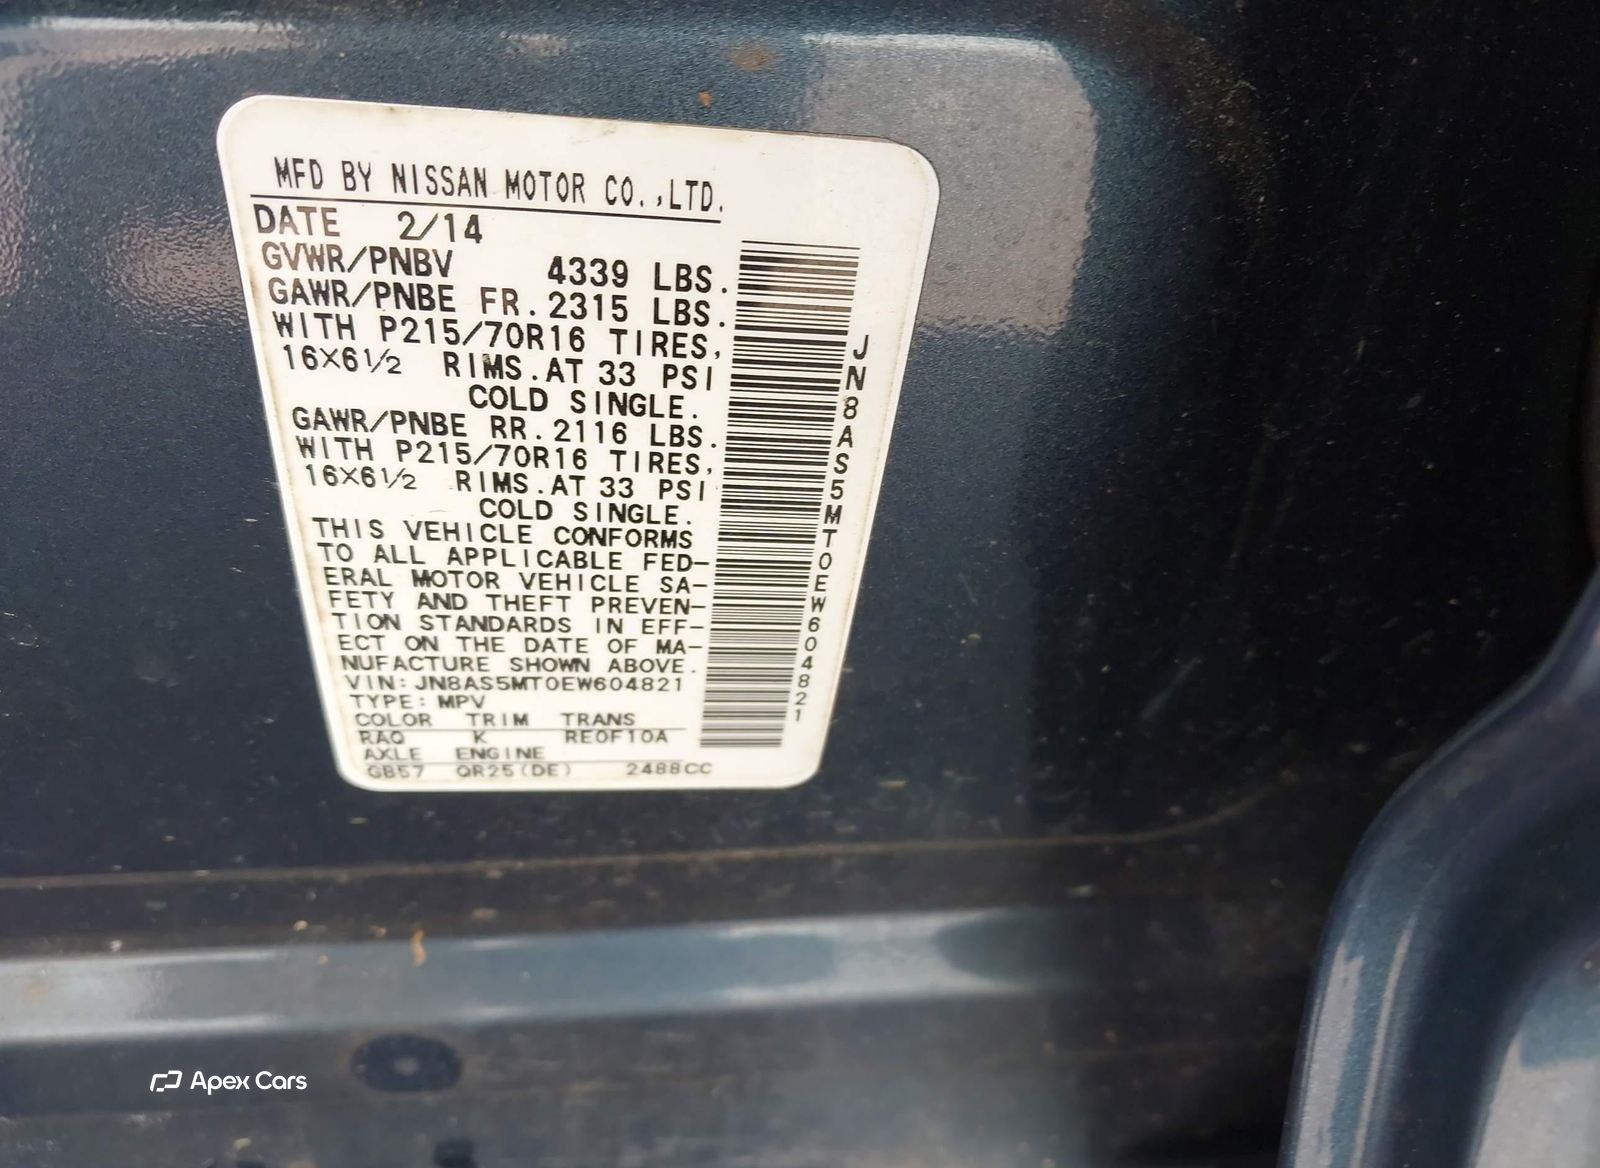 MFD BY NISSAN MOTOR CO.,LTD.
DATE 2/14
GVWR/PNBV 4339 LBS.
GAWR/PNBE FR.2315 LBS.
WITH P215/70R16 TIRES,
16X6½ RIMS.AT 33 PSI
COLD SINGLE.
GAWR/PNBE RR.2116 LBS.
WITH P215/70R16 TIRES,
16X6½ RIMS.AT 33 PSI
COLD SINGLE.
THIS VEHICLE CONFORMS
TO ALL APPLICABLE FED-
ERAL MOTOR VEHICLE SA-
FETY AND THEFT PREVEN-
TION STANDARDS IN EFF-
ECT ON THE DATE OF MA-
NUFACTURE SHOWN ABOVE.
VIN:JN8AS5MT0EW604821
TYPE:MPV
COLOR TRIM TRANS
RAQ K RE0F10A
AXLE ENGINE
GB57 QR25(DE) 2488CC
JN8AS5MT0EW604821
Apex Cars